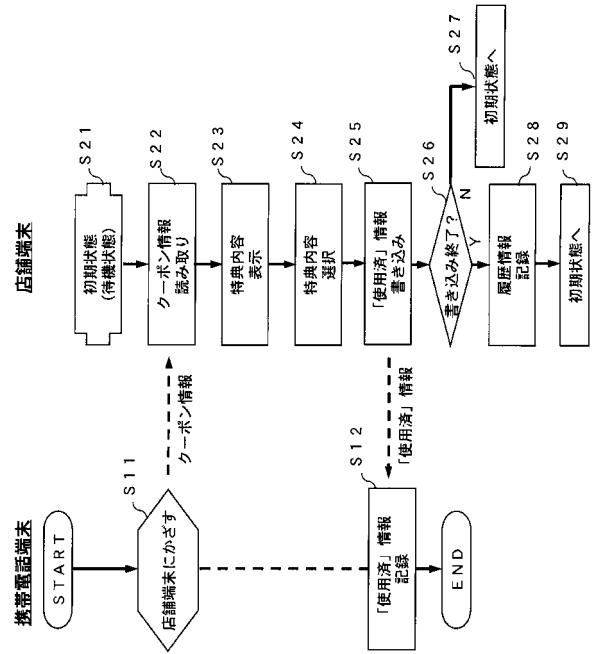 携帯電話端末
START
S11
店舗端末にかざす
クーポン情報
S12
「使用済」情報
記録
「使用済」情報
END
店舗端末
S21
初期状態
(待機状態)
S22
クーポン情報
読み取り
S23
特典内容
表示
S24
特典内容
選択
S25
「使用済」情報
書き込み
S26
書き込み終了?
N
Y
S27
初期状態へ
S28
履歴情報
記録
S29
初期状態へ